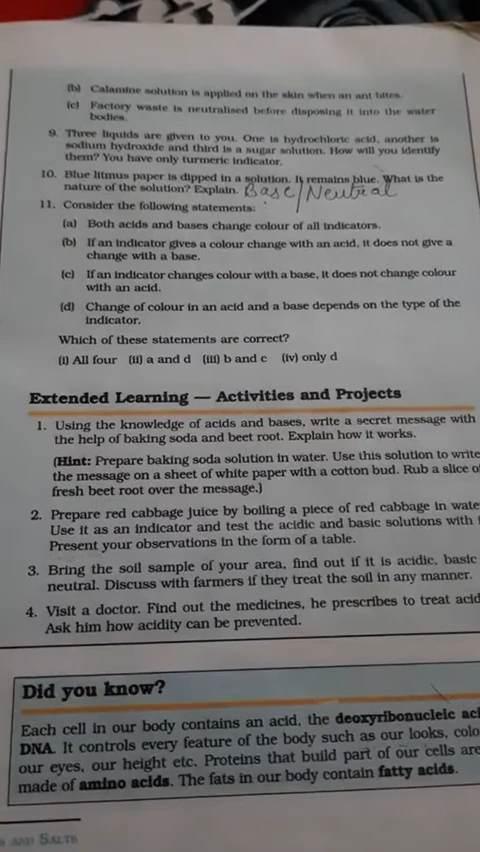 (b) Calamine solution is applied on the skin when an ant bites.
(c) Factory waste is neutralised before disposing it into the water
bodies.
9. Three liquids are given to you. One is hydrochloric acid, another is
sodium hydroxide and third is a sugar solution. How will you identify
them? You have only turmeric indicator.
10. Blue litmus paper is dipped in a solution. It remains blue. What is the
nature of the solution? Explain. Base/Neutral
11. Consider the following statements:
(a) Both acids and bases change colour of all indicators.
(b) If an indicator gives a colour change with an acid, it does not give a
change with a base.
(c) If an indicator changes colour with a base, it does not change colour
with an acid.
(d) Change of colour in an acid and a base depends on the type of the
indicator.
Which of these statements are correct?
(i) All four (ii) a and d (iii) b and c (iv) only d
Extended Learning — Activities and Projects
1. Using the knowledge of acids and bases, write a secret message with
the help of baking soda and beet root. Explain how it works.
(Hint: Prepare baking soda solution in water. Use this solution to write
the message on a sheet of white paper with a cotton bud. Rub a slice o
fresh beet root over the message.)
2. Prepare red cabbage juice by boiling a piece of red cabbage in wate
Use it as an indicator and test the acidic and basic solutions with
Present your observations in the form of a table.
3. Bring the soil sample of your area, find out if it is acidic, basic
neutral. Discuss with farmers if they treat the soil in any manner.
4. Visit a doctor. Find out the medicines, he prescribes to treat acid
Ask him how acidity can be prevented.
Did you know?
Each cell in our body contains an acid, the deoxyribonucleic aci
DNA. It controls every feature of the body such as our looks, colo
our eyes, our height etc. Proteins that build part of our cells are
made of amino acids. The fats in our body contain fatty acids.
AND SALTS